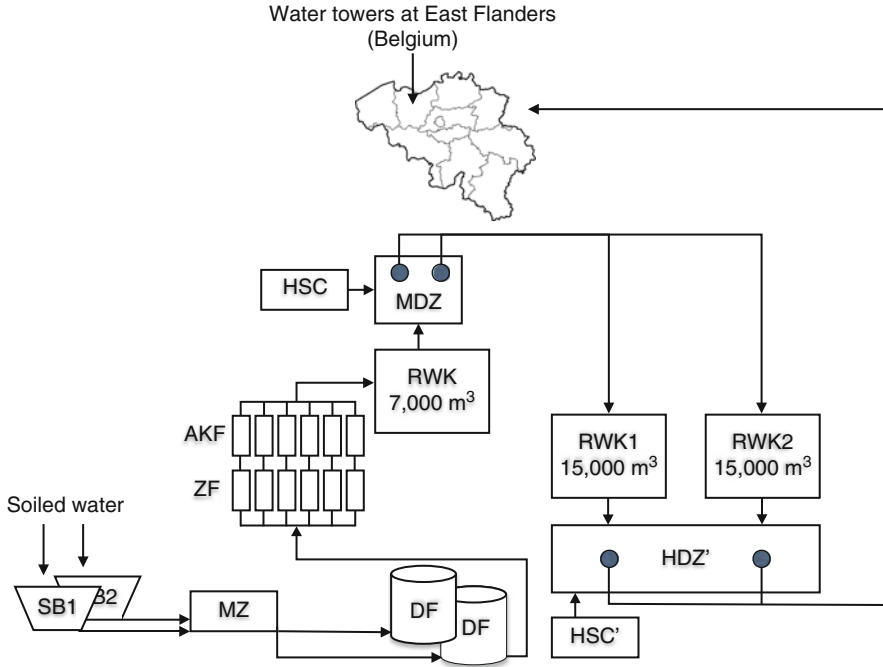 Water towers at East Flanders
(Belgium)
HSC
MDZ
RWK
7,000 m³
AKF
ZF
RWK1
15,000 m³
RWK2
15,000 m³
Soiled water
HDZ'
SB1
B2
MZ
DF
DF
HSC'